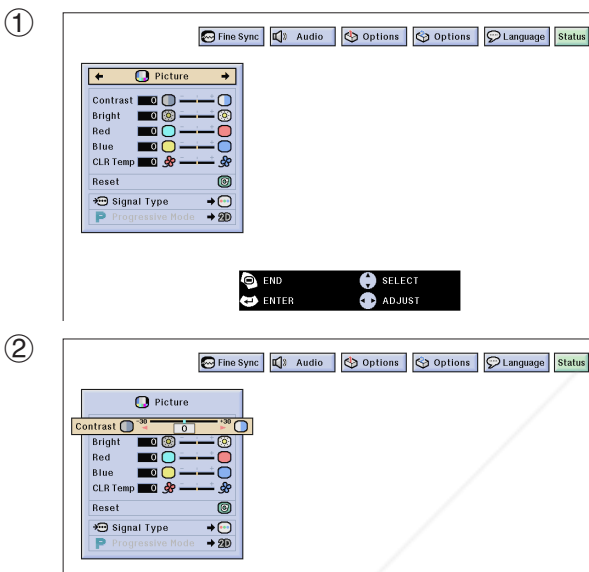 ①
Fine Sync Audio Options Options Language Status
Picture
Contrast 0
Bright 0
Red 0
Blue 0
CLR Temp 0
Reset
Signal Type
P Progressive Mode 2D
END SELECT
ENTER ADJUST
②
Fine Sync Audio Options Options Language Status
Picture
Contrast -30 0 +30
Bright 0
Red 0
Blue 0
CLR Temp 0
Reset
Signal Type
P Progressive Mode 2D